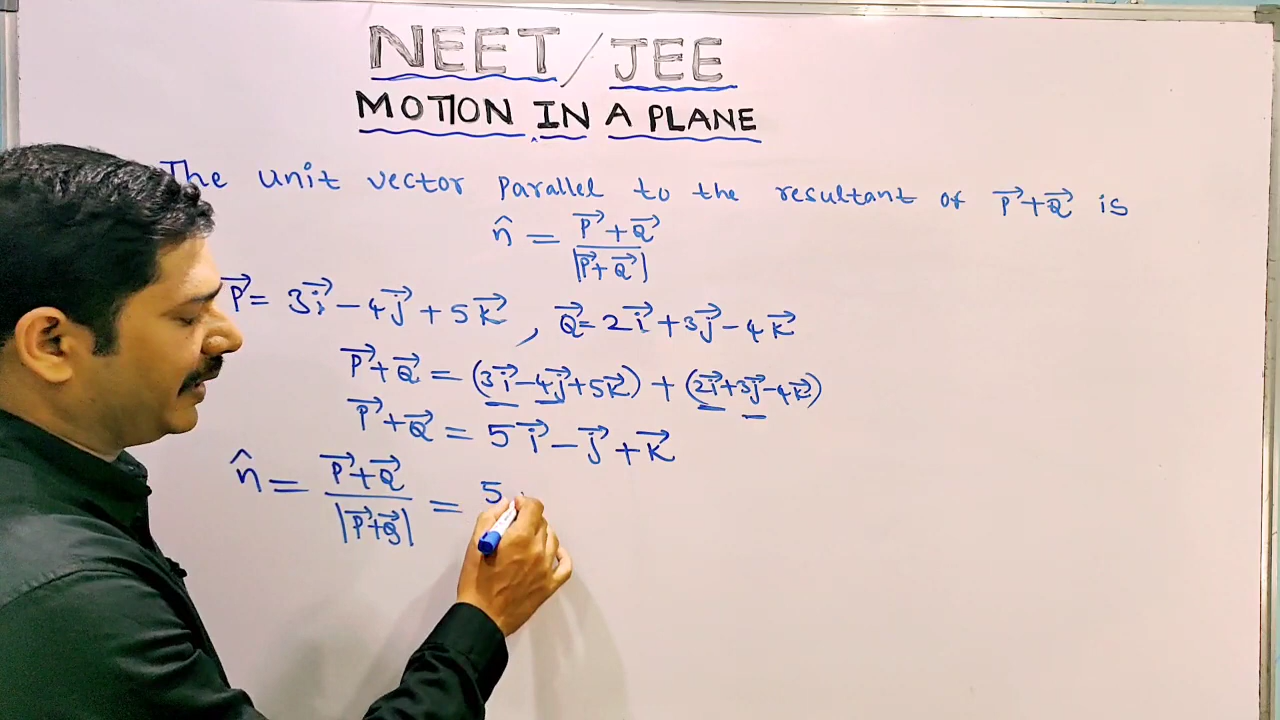 NEET/JEE
MOTION IN A PLANE
The unit vector parallel to the resultant of P⃗+Q⃗ is
n̂ = P⃗+Q⃗ / |P⃗+Q⃗|
P⃗= 3i⃗ - 4j⃗ + 5k⃗ , Q⃗= 2i⃗ + 3j⃗ - 4k⃗
P⃗+Q⃗ = (3i⃗-4j⃗+5k⃗) + (2i⃗+3j⃗-4k⃗)
P⃗+Q⃗ = 5i⃗ - j⃗ + k⃗
n̂ = P⃗+Q⃗ / |P⃗+Q⃗| = 5